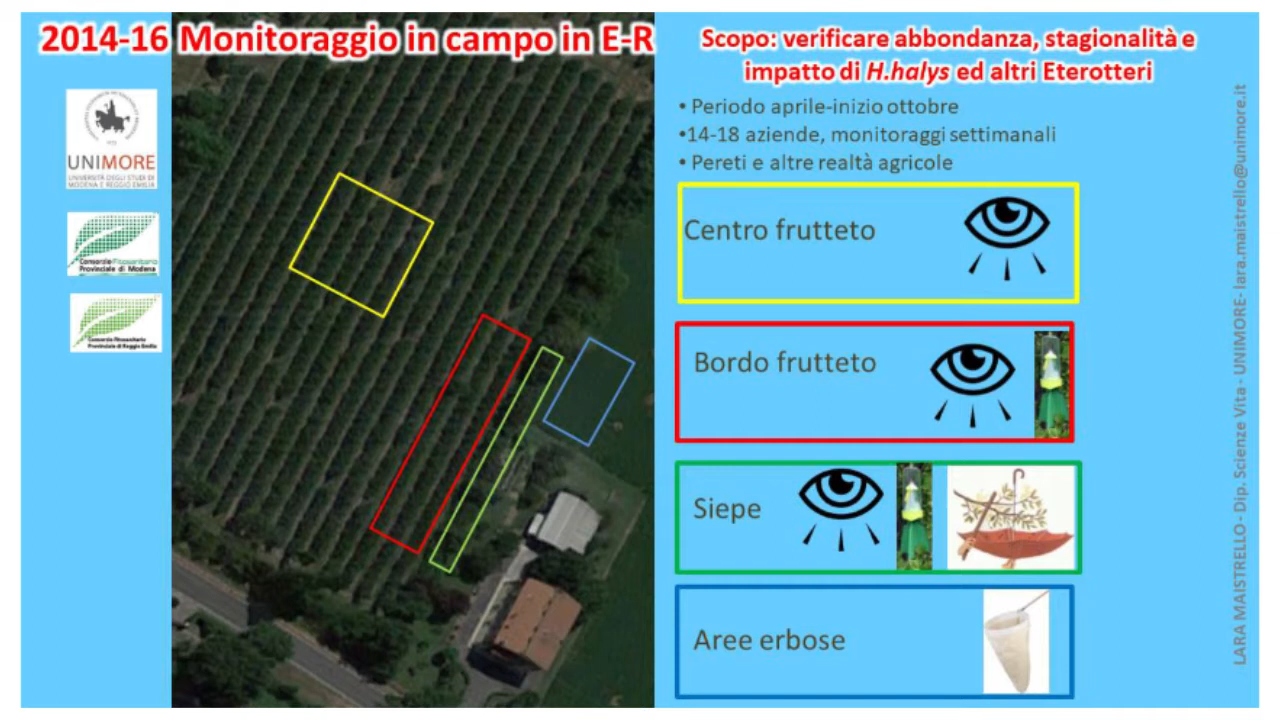 2014-16 Monitoraggio in campo in E-R
UNIMORE
UNIVERSITÀ DEGLI STUDI DI
MODENA E REGGIO EMILIA
Consorzio Fitosanitario
Provinciale di Modena
Consorzio Fitosanitario
Provinciale di Reggio Emilia
Scopo: verificare abbondanza, stagionalità e
impatto di H.halys ed altri Eterotteri
• Periodo aprile-inizio ottobre
•14-18 aziende, monitoraggi settimanali
• Pereti e altre realtà agricole
Centro frutteto
Bordo frutteto
Siepe
Aree erbose
LARA MAISTRELLO - Dip. Scienze Vita - UNIMORE- lara.maistrello@unimore.it